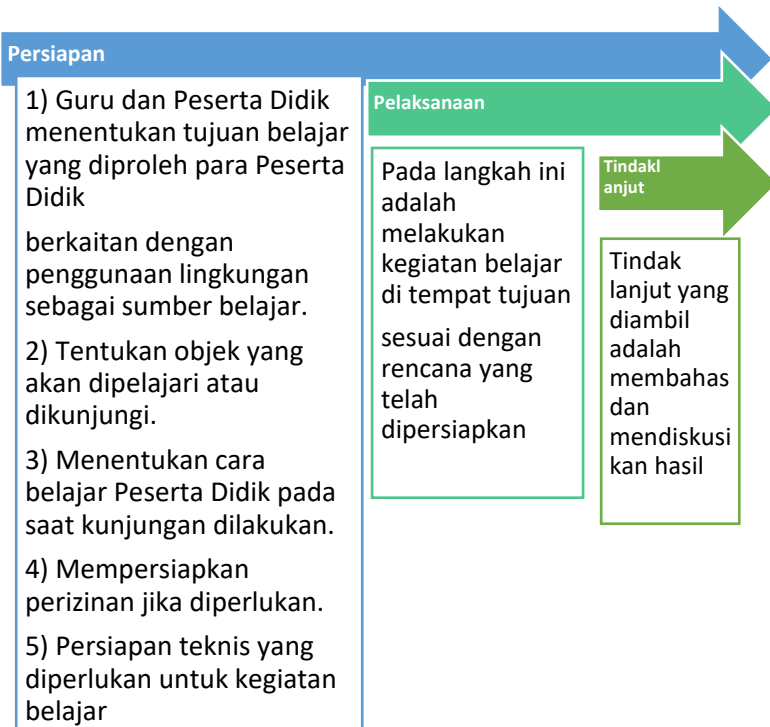 Persiapan
1) Guru dan Peserta Didik
menentukan tujuan belajar
yang diproleh para Peserta
Didik
berkaitan dengan
penggunaan lingkungan
sebagai sumber belajar.
2) Tentukan objek yang
akan dipelajari atau
dikunjungi.
3) Menentukan cara
belajar Peserta Didik pada
saat kunjungan dilakukan.
4) Mempersiapkan
perizinan jika diperlukan.
5) Persiapan teknis yang
diperlukan untuk kegiatan
belajar
Pelaksanaan
Pada langkah ini
adalah
melakukan
kegiatan belajar
di tempat tujuan
sesuai dengan
rencana yang
telah
dipersiapkan
Tindakl
anjut
Tindak
lanjut yang
diambil
adalah
membahas
dan
mendiskusi
kan hasil